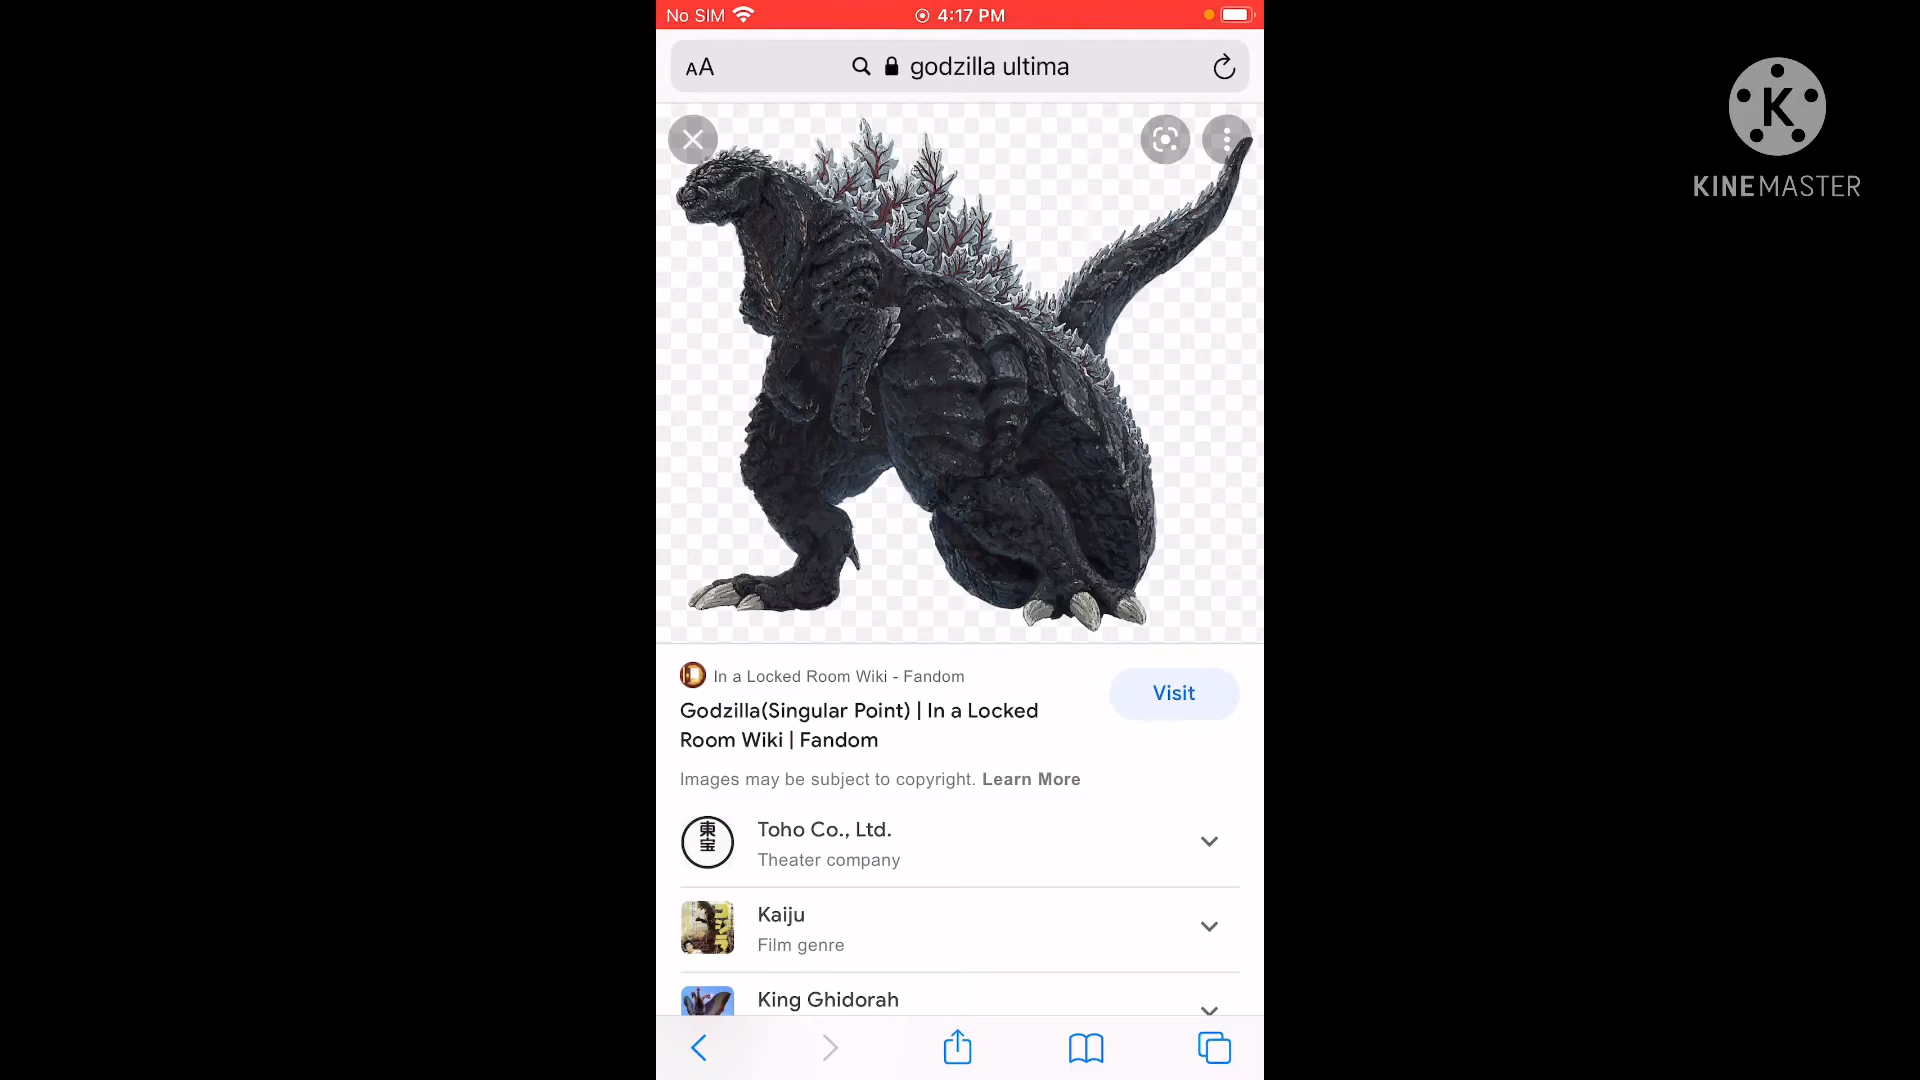 No SIM
4:17 PM
AA
godzilla ultima
K
KINEMASTER
In a Locked Room Wiki - Fandom
Godzilla(Singular Point) | In a Locked
Room Wiki | Fandom
Visit
Images may be subject to copyright. Learn More
東宝
Toho Co., Ltd.
Theater company
Kaiju
Film genre
King Ghidorah